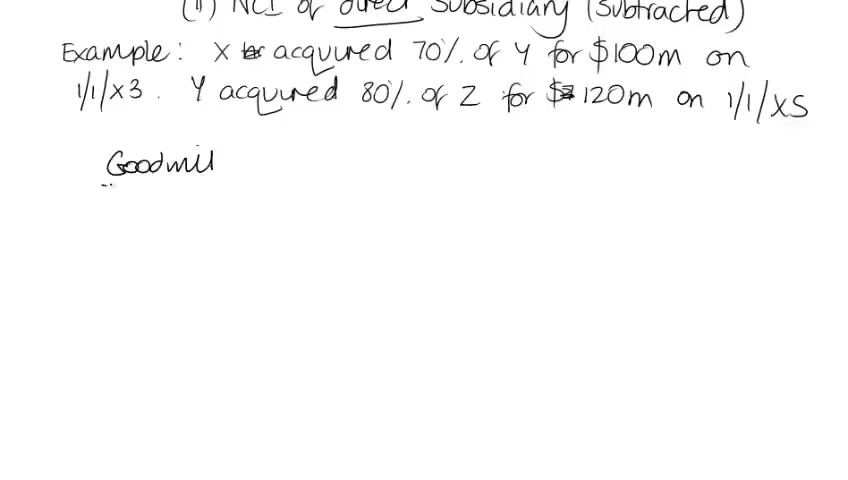 (ii) NCI of direct subsidiary (subtracted)
Example: X acquired 70% of Y for $100m on
1/1/X3. Y acquired 80% of Z for $120m on 1/1/X5
Goodwill